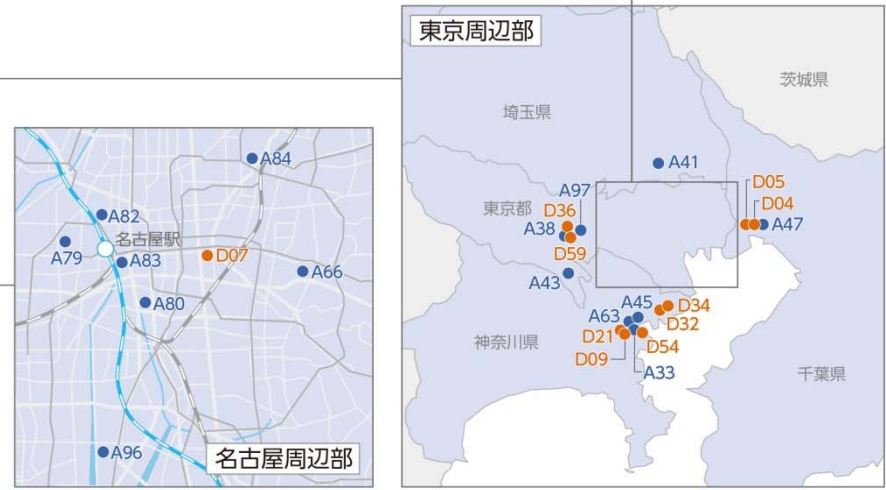 東京周辺部
茨城県
埼玉県
A41
東京都
A97
D36
A38
D59
A43
D05
D04
A47
A45
A63
D34
D32
D21
D54
D09
A33
神奈川県
千葉県
A84
A82
名古屋駅
A79
A83
D07
A66
A80
A96
名古屋周辺部